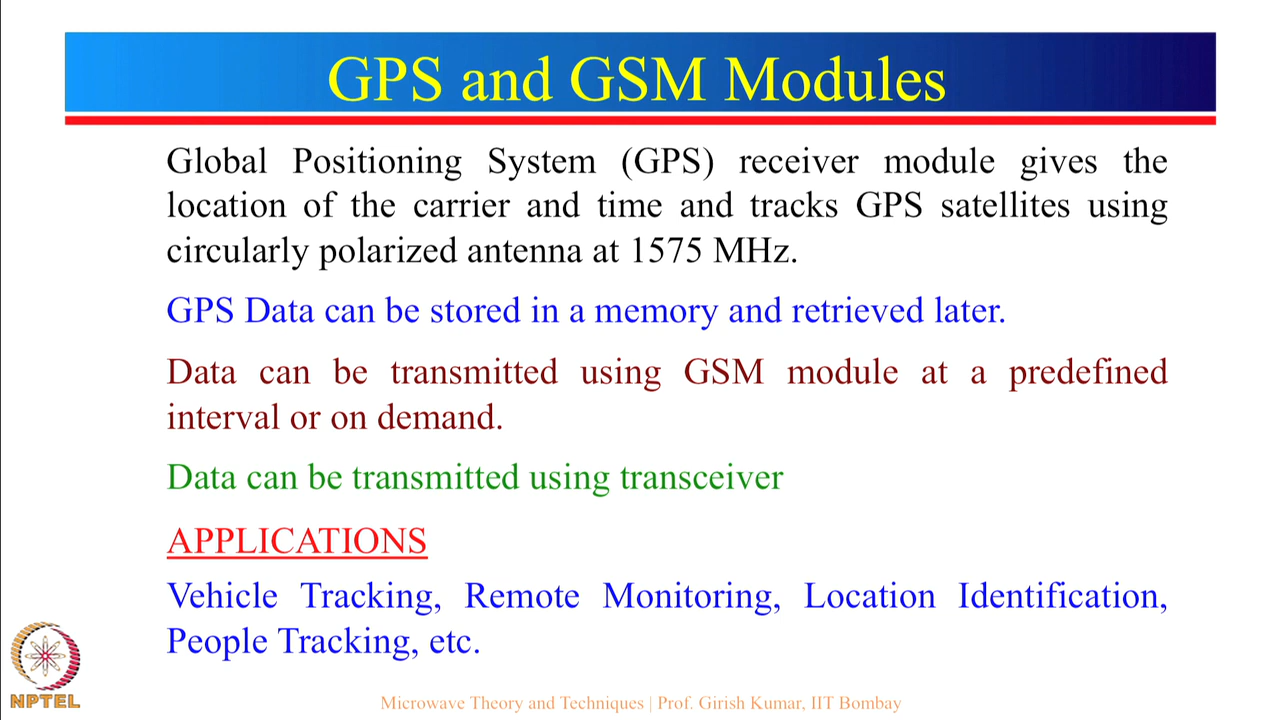 GPS and GSM Modules
Global Positioning System (GPS) receiver module gives the
location of the carrier and time and tracks GPS satellites using
circularly polarized antenna at 1575 MHz.
GPS Data can be stored in a memory and retrieved later.
Data can be transmitted using GSM module at a predefined
interval or on demand.
Data can be transmitted using transceiver
APPLICATIONS
Vehicle Tracking, Remote Monitoring, Location Identification,
People Tracking, etc.
NPTEL
Microwave Theory and Techniques | Prof. Girish Kumar, IIT Bombay